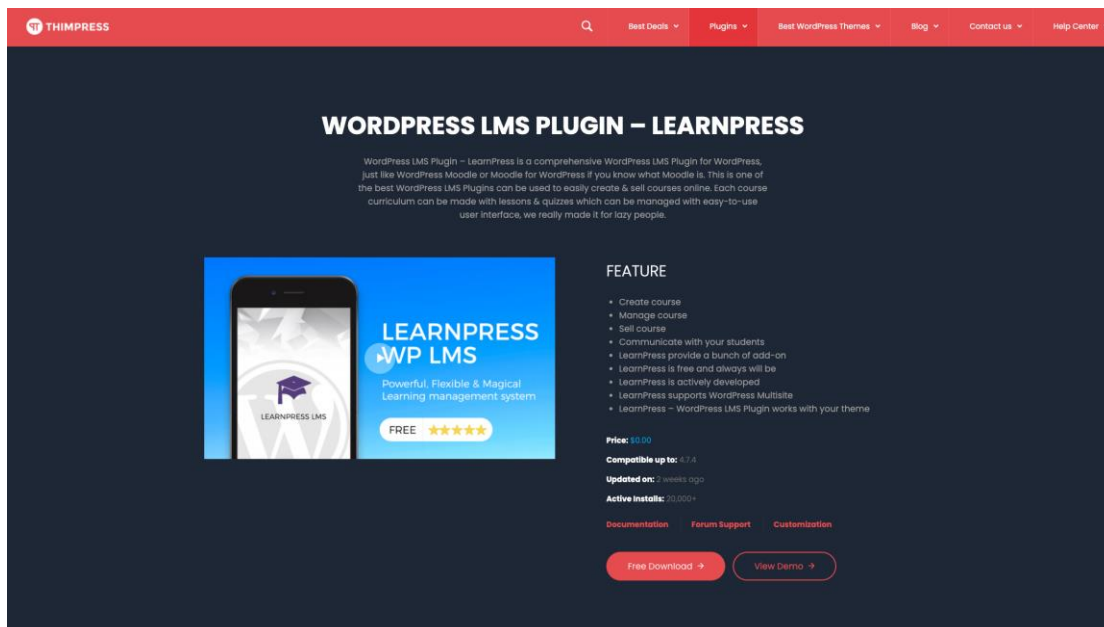 THIMPRESS
Best Deals
Plugins
Best WordPress Themes
Blog
Contact us
Help Center
WORDPRESS LMS PLUGIN – LEARNPRESS
WordPress LMS Plugin – LearnPress is a comprehensive WordPress LMS Plugin for WordPress,
just like WordPress Moodle or Moodle for WordPress if you know what Moodle is. This is one of
the best WordPress LMS Plugins can be used to easily create & sell courses online. Each course
curriculum can be made with lessons & quizzes which can be managed with easy-to-use
user interface, we really made it for lazy people.
LEARNPRESS
WP LMS
Powerful, Flexible & Magical
Learning management system
FREE
LEARNPRESS LMS
FEATURE
Create course
Manage course
Sell course
Communicate with your students
LearnPress provide a bunch of add-on
LearnPress is free and always will be
LearnPress is actively developed
LearnPress supports WordPress Multisite
LearnPress – WordPress LMS Plugin works with your theme
Price: $0.00
Compatible up to: 4.7.4
Updated on: 2 weeks ago
Active Installs: 20,000+
Documentation
Forum Support
Customization
Free Download →
View Demo →